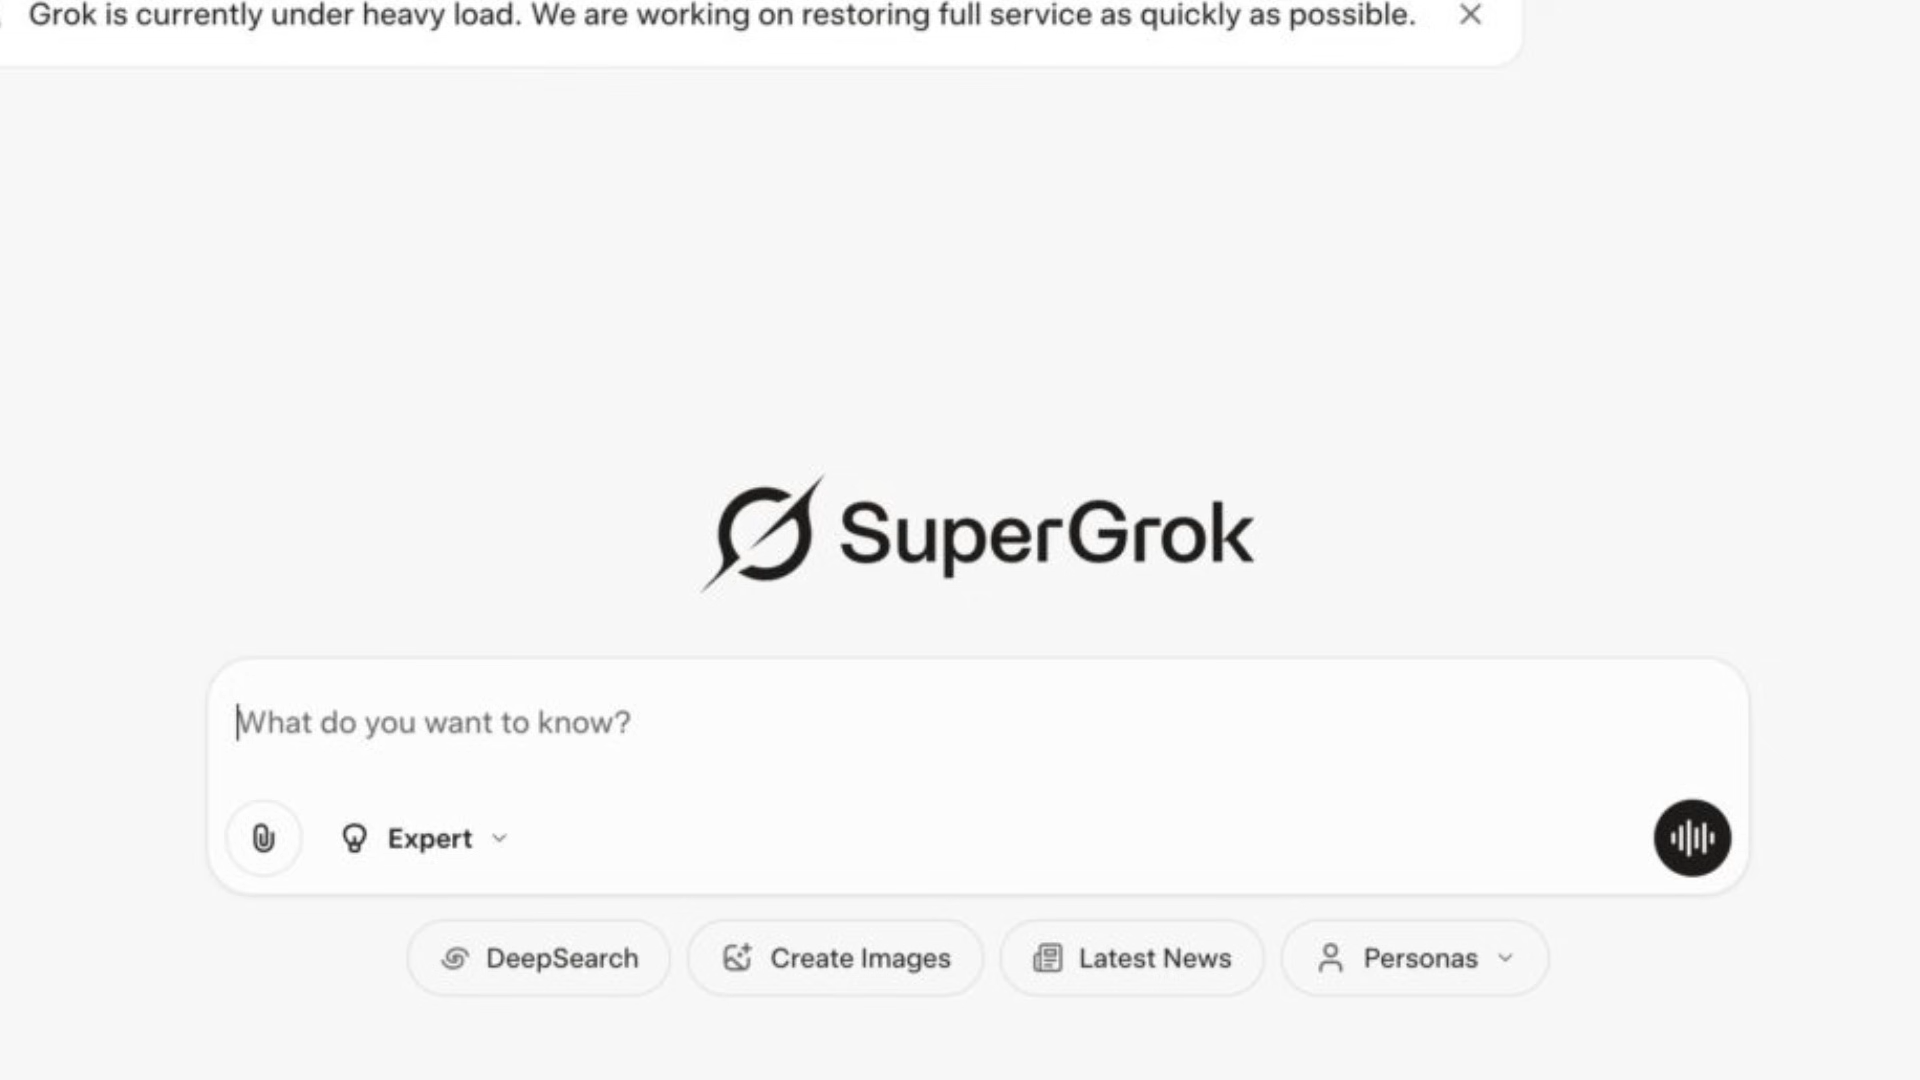 Grok is currently under heavy load. We are working on restoring full service as quickly as possible.
SuperGrok
What do you want to know?
Expert
DeepSearch
Create Images
Latest News
Personas